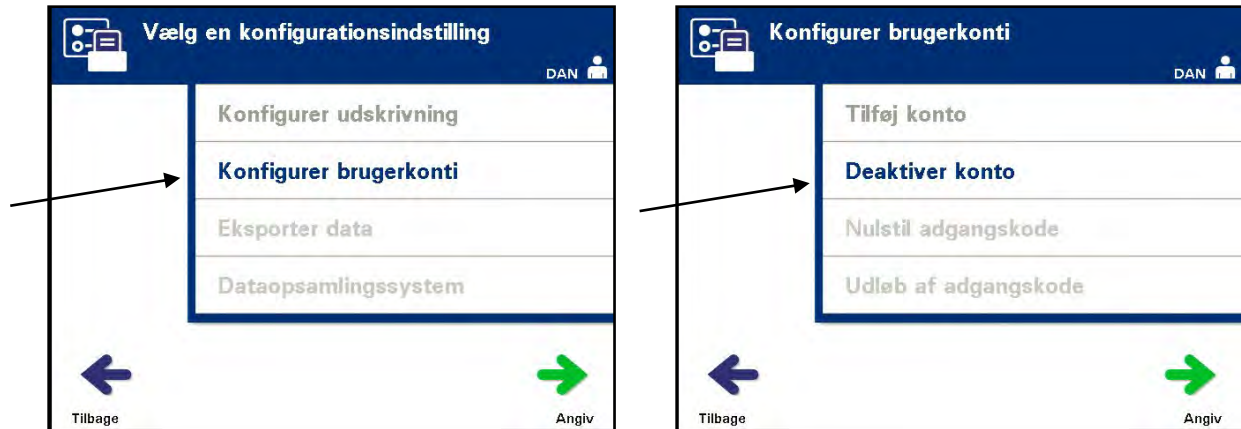 Vælg en konfigurationsindstilling
DAN
Konfigurer udskrivning
Konfigurer brugerkonti
Eksporter data
Dataopsamlingssystem
Tilbage
Angiv
Konfigurer brugerkonti
DAN
Tilføj konto
Deaktiver konto
Nulstil adgangskode
Udløb af adgangskode
Tilbage
Angiv